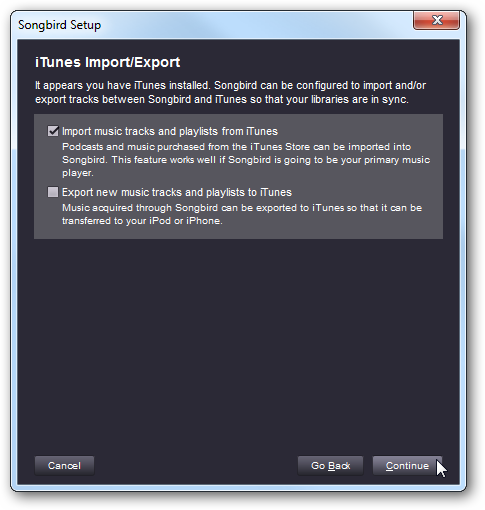 Songbird Setup
iTunes Import/Export
It appears you have iTunes installed. Songbird can be configured to import and/or
export tracks between Songbird and iTunes so that your libraries are in sync.
Import music tracks and playlists from iTunes
Podcasts and music purchased from the iTunes Store can be imported into
Songbird. This feature works well if Songbird is going to be your primary music
player.
Export new music tracks and playlists to iTunes
Music acquired through Songbird can be exported to iTunes so that it can be
transferred to your iPod or iPhone.
Cancel
Go Back
Continue